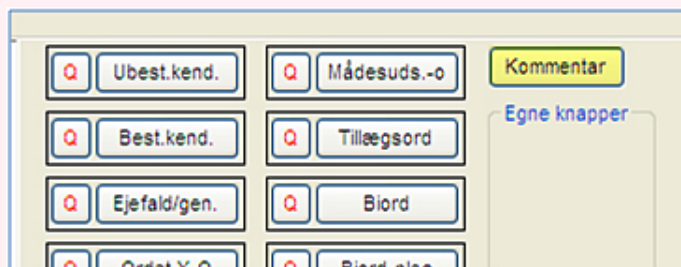 Q Ubest.kend. Q Mådesuds.-o Kommentar
Egne knapper
Q Best.kend. Q Tillægsord
Q Ejefald/gen. Q Biord